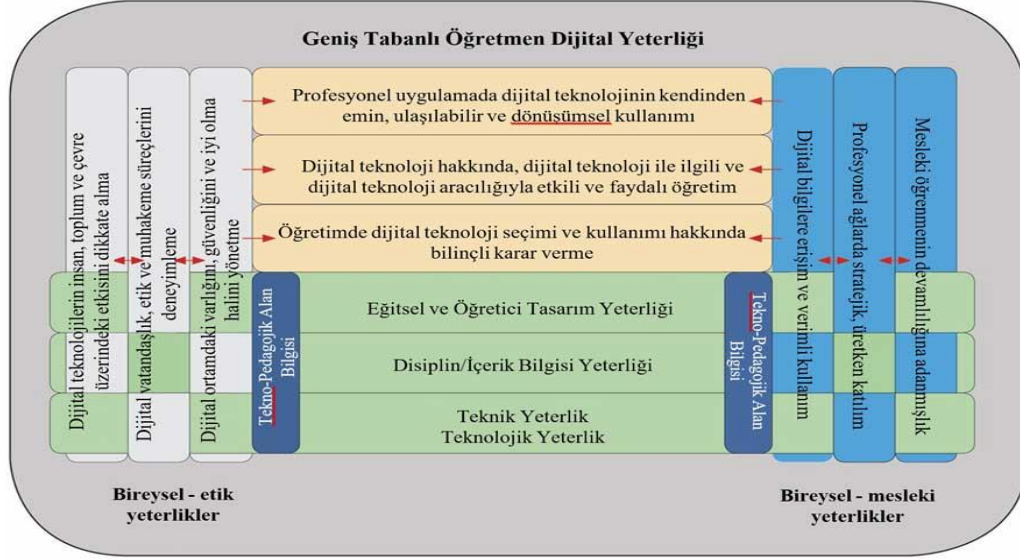 Geniş Tabanlı Öğretmen Dijital Yeterliği
Dijital teknolojilerin insan, toplum ve çevre
üzerindeki etkisini dikkate alma
Dijital vatandaşlık, etik ve muhakeme süreçlerini
deneyimleme
Dijital ortamdaki varlığını, güvenliğini ve iyi olma
halini yönetme
Profesyonel uygulamada dijital teknolojinin kendinden
emin, ulaşılabilir ve dönüşümsel kullanımı
Dijital teknoloji hakkında, dijital teknoloji ile ilgili ve
dijital teknoloji aracılığıyla etkili ve faydalı öğretim
Öğretimde dijital teknoloji seçimi ve kullanımı hakkında
bilinçli karar verme
Tekno-Pedagojik Alan
Bilgisi
Eğitsel ve Öğretici Tasarım Yeterliği
Disiplin/İçerik Bilgisi Yeterliği
Teknik Yeterlik
Teknolojik Yeterlik
Tekno-Pedagojik Alan
Bilgisi
Dijital bilgilere erişim ve verimli kullanım
Profesyonel ağlarda stratejik, üretken katılım
Mesleki öğrenmenin devamlılığına adanmışlık
Bireysel - etik
yeterlikler
Bireysel - mesleki
yeterlikler